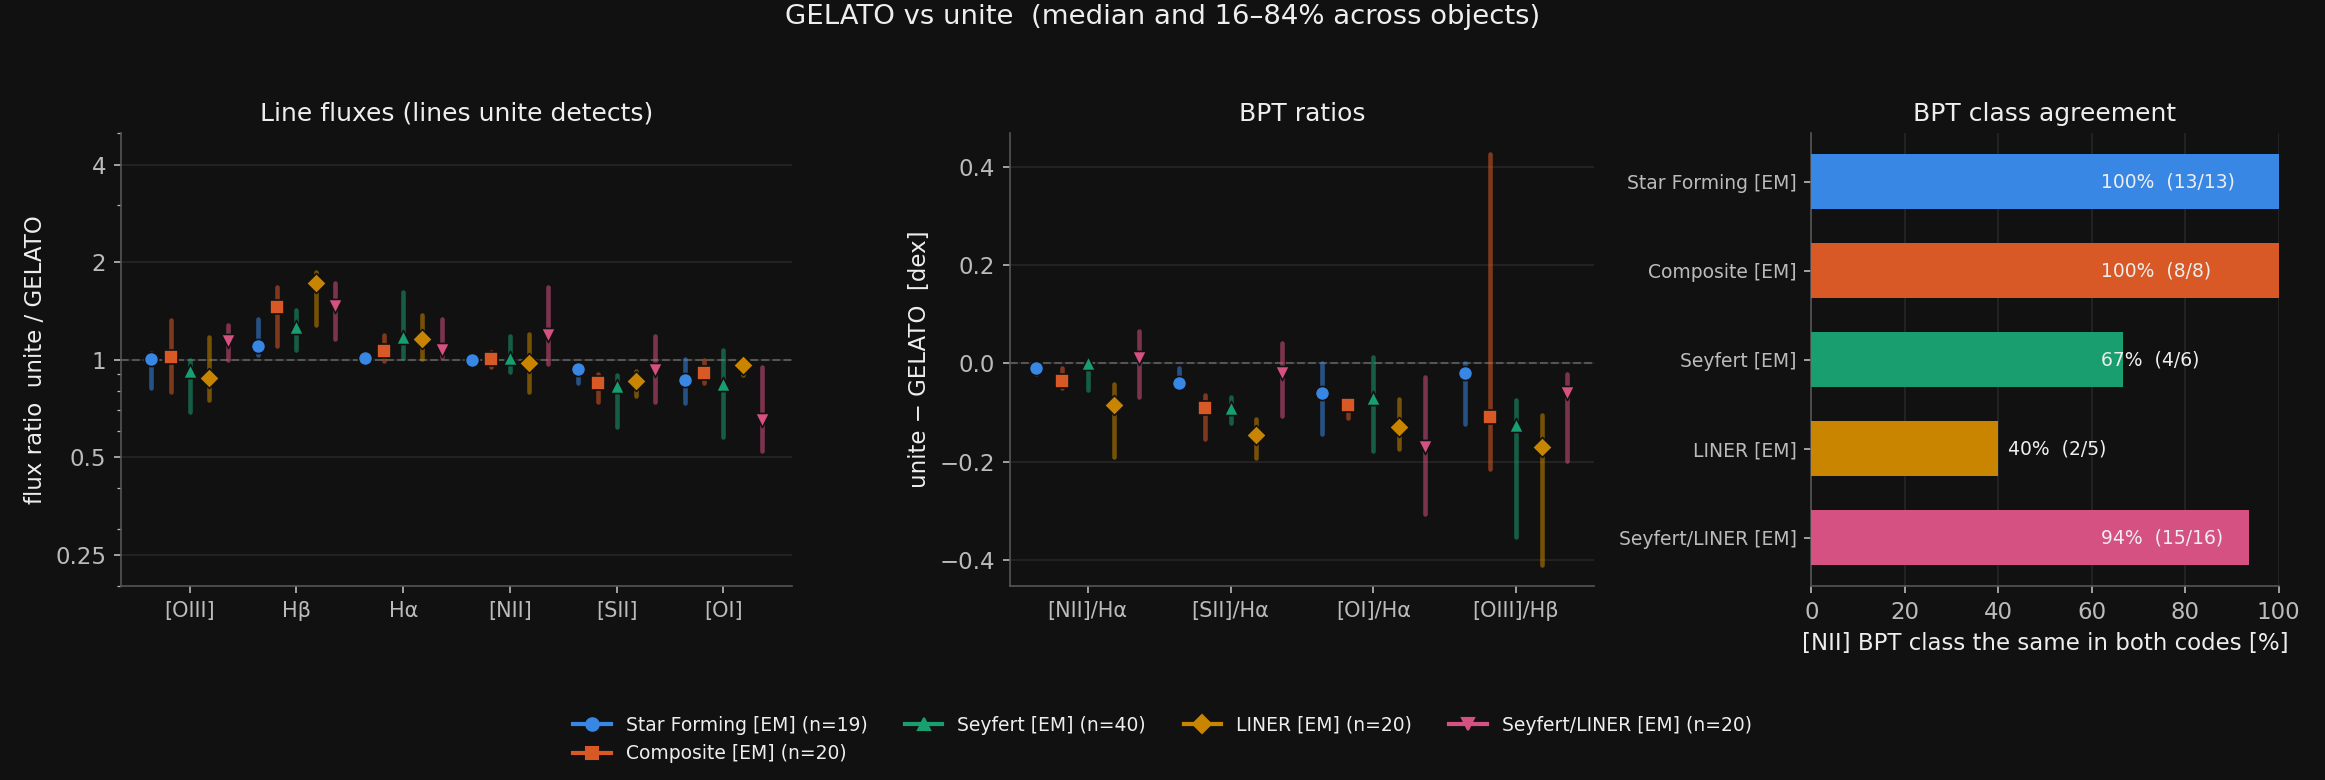 GELATO vs unite  (median and 16–84% across objects)
Line fluxes (lines unite detects)
flux ratio  unite / GELATO
4
2
1
0.5
0.25
[OIII]
Hβ
Hα
[NII]
[SII]
[OI]
BPT ratios
unite − GELATO  [dex]
0.4
0.2
0.0
−0.2
−0.4
[NII]/Hα
[SII]/Hα
[OI]/Hα
[OIII]/Hβ
BPT class agreement
Star Forming [EM]
100%  (13/13)
Composite [EM]
100%  (8/8)
Seyfert [EM]
67%  (4/6)
LINER [EM]
40%  (2/5)
Seyfert/LINER [EM]
94%  (15/16)
0
20
40
60
80
100
[NII] BPT class the same in both codes [%]
Star Forming [EM] (n=19)
Composite [EM] (n=20)
Seyfert [EM] (n=40)
LINER [EM] (n=20)
Seyfert/LINER [EM] (n=20)